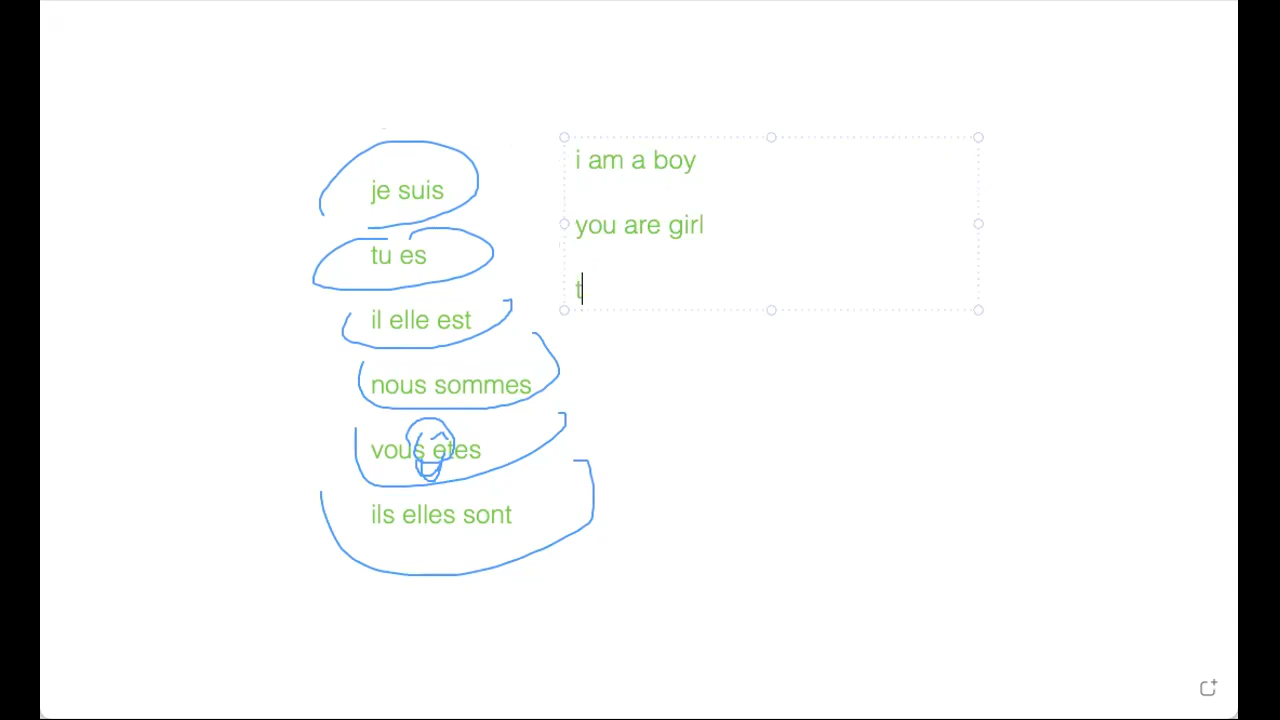 je suis
tu es
il elle est
nous sommes
vous etes
ils elles sont
i am a boy
you are girl
t